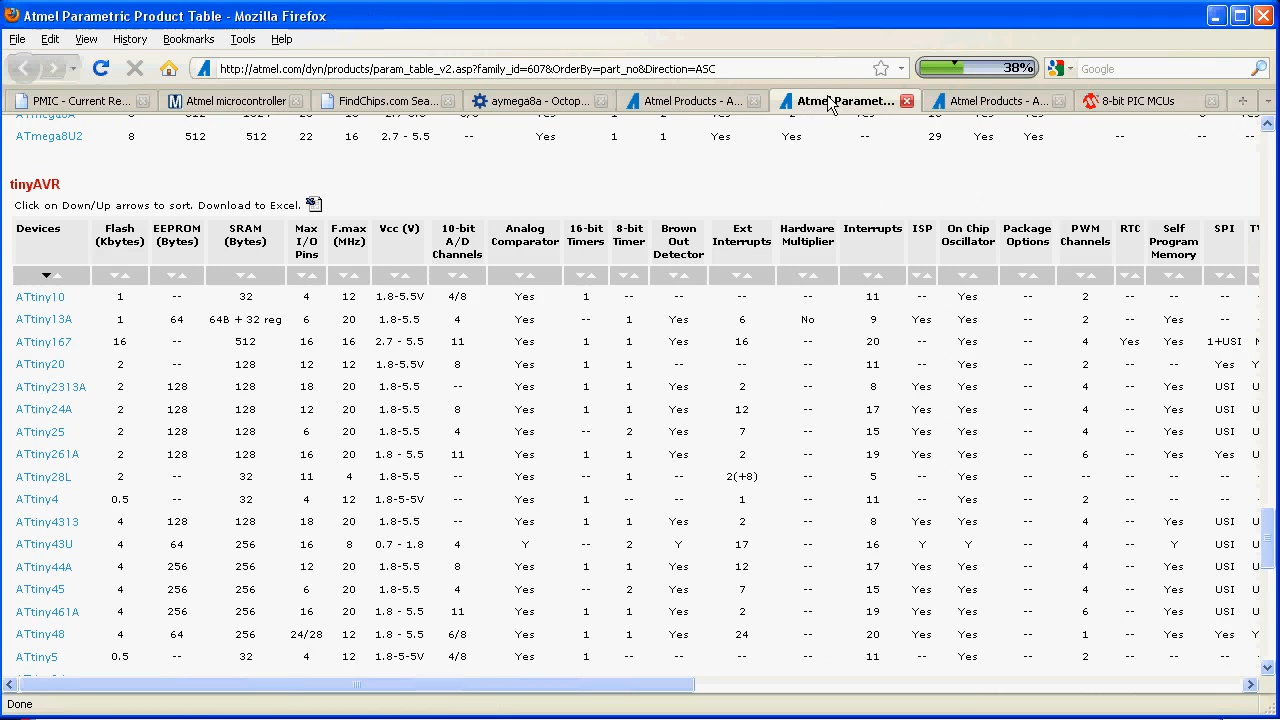 Atmel Parametric Product Table - Mozilla Firefox
File Edit View History Bookmarks Tools Help
http://atmel.com/dyn/products/param_table_v2.asp?family_id=607&OrderBy=part_no&Direction=ASC 38% Google
PMIC - Current Re... Atmel microcontroller FindChips.com Sea... aymega8a - Octop... Atmel Products - A... Atmel Paramet... Atmel Products - A... 8-bit PIC MCUs
ATmega8U2 8 512 512 22 16 2.7 - 5.5 Yes 1 1 Yes Yes -- 29 Yes Yes -- -- --
tinyAVR
Click on Down/Up arrows to sort. Download to Excel.
Devices Flash (Kbytes) EEPROM (Bytes) SRAM (Bytes) Max I/O Pins F.max (MHz) Vcc (V) 10-bit A/D Channels Analog Comparator 16-bit Timers 8-bit Timer Brown Out Detector Ext Interrupts Hardware Multiplier Interrupts ISP On Chip Oscillator Package Options PWM Channels RTC Self Program Memory SPI
ATtiny10 1 -- 32 4 12 1.8-5.5V 4/8 Yes 1 -- -- -- -- 11 -- Yes 2 -- -- --
ATtiny13A 1 64 64B + 32 reg 6 20 1.8-5.5 4 Yes -- 1 Yes 6 No 9 Yes Yes 2 -- Yes --
ATtiny167 16 -- 512 16 16 2.7 - 5.5 11 Yes 1 1 Yes 16 -- 20 Yes Yes 4 Yes Yes 1+USI
ATtiny20 2 -- 128 12 12 1.8-5.5V 8 Yes 1 1 -- -- -- 11 -- Yes 2 -- -- Yes
ATtiny2313A 2 128 128 18 20 1.8-5.5 -- Yes 1 1 Yes 2 -- 8 Yes Yes 4 -- Yes USI
ATtiny24A 2 128 128 12 20 1.8-5.5 8 Yes 1 1 Yes 12 -- 17 Yes Yes 4 -- Yes USI
ATtiny25 2 128 128 6 20 1.8-5.5 4 Yes -- 2 Yes 7 -- 15 Yes Yes 4 -- Yes USI
ATtiny261A 2 128 128 16 20 1.8 - 5.5 11 Yes 1 1 Yes 2 -- 19 Yes Yes 6 -- Yes Yes
ATtiny28L 2 -- 32 11 4 1.8-5.5 -- Yes -- 1 -- 2(+8) -- 5 -- Yes -- -- -- --
ATtiny4 0.5 -- 32 4 12 1.8-5-5V -- Yes 1 -- -- 1 -- 11 -- Yes 2 -- -- --
ATtiny4313 4 128 128 18 20 1.8-5.5 -- Yes 1 1 Yes 2 -- 8 Yes Yes 4 -- Yes USI
ATtiny43U 4 64 256 16 8 0.7 - 1.8 4 Y -- 2 Y 17 -- 16 Y Y 4 -- Y USI
ATtiny44A 4 256 256 12 20 1.8-5.5 8 Yes 1 1 Yes 12 -- 17 Yes Yes 4 -- Yes USI
ATtiny45 4 256 256 6 20 1.8-5.5 4 Yes -- 2 Yes 7 -- 15 Yes Yes 4 -- Yes USI
ATtiny461A 4 256 256 16 20 1.8 - 5.5 11 Yes 1 1 Yes 2 -- 19 Yes Yes 6 -- Yes USI
ATtiny48 4 64 256 24/28 12 1.8 - 5.5 6/8 Yes 1 1 Yes 24 -- 20 Yes Yes 1 -- Yes Yes
ATtiny5 0.5 -- 32 4 12 1.8-5-5V 4/8 Yes 1 -- -- -- -- 11 -- Yes 2 -- -- --
Done